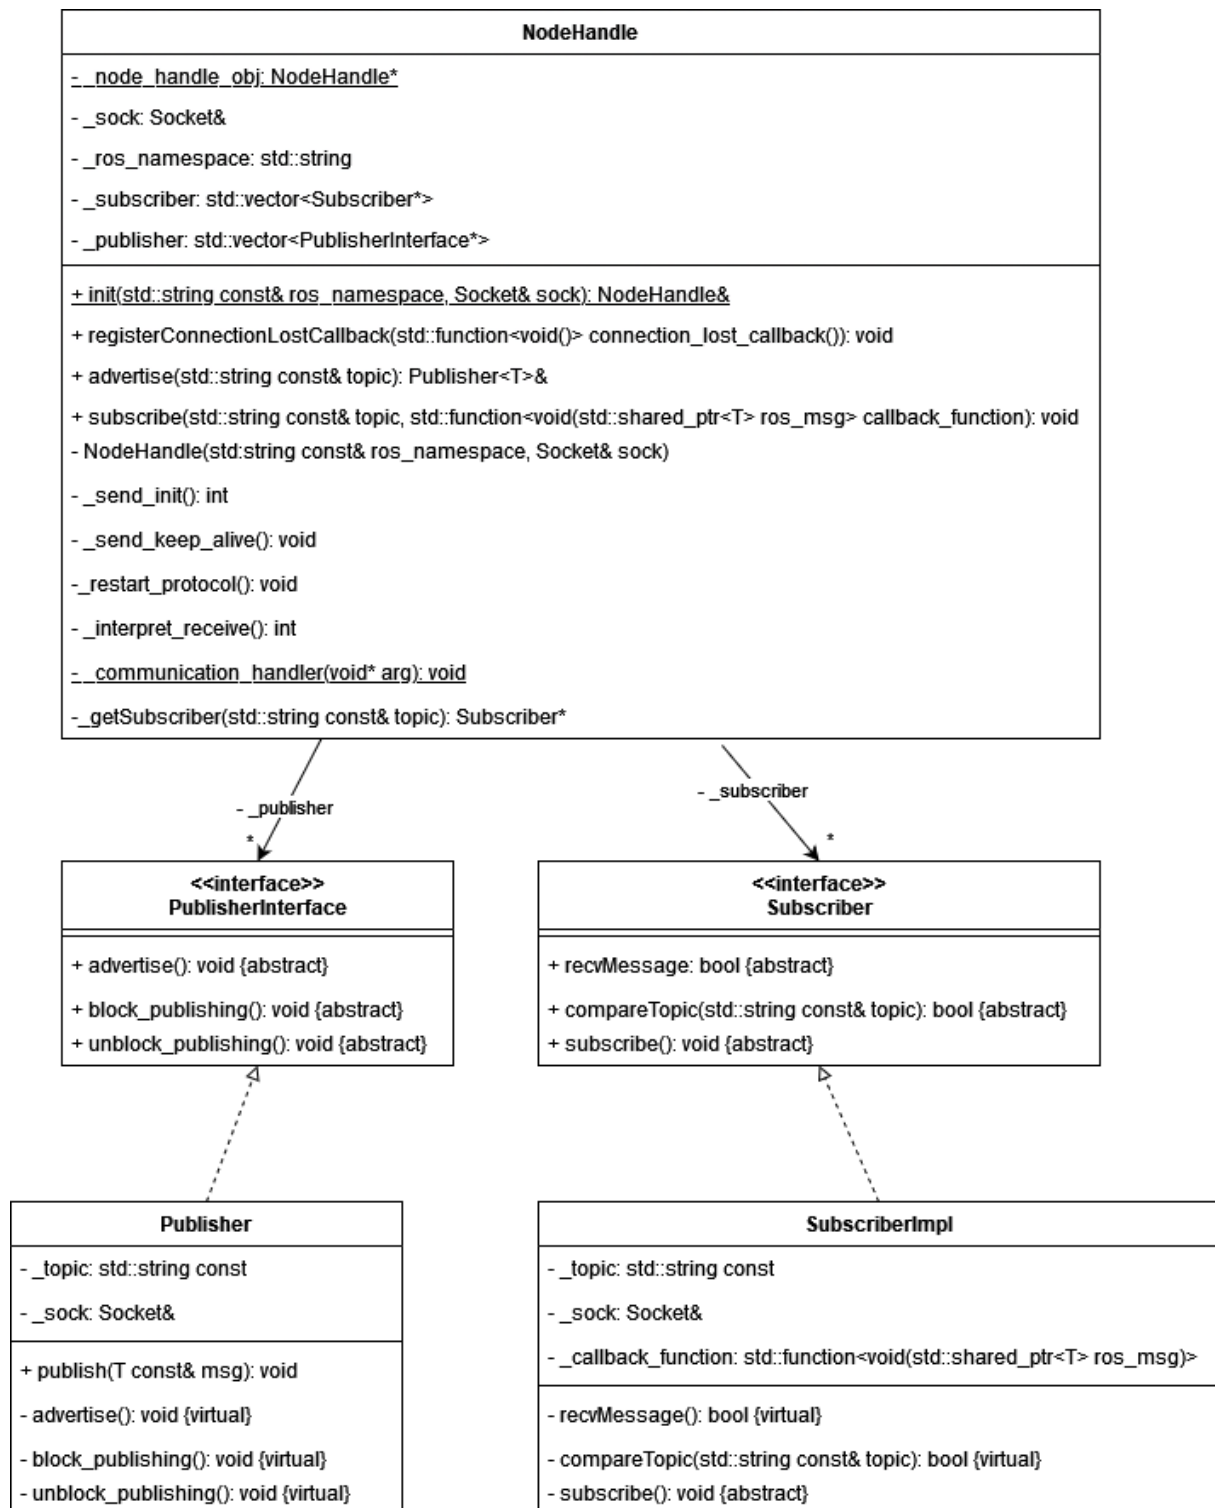 NodeHandle
- _node_handle_obj: NodeHandle*
- _sock: Socket&
- _ros_namespace: std::string
- _subscriber: std::vector<Subscriber*>
- _publisher: std::vector<PublisherInterface*>
+ init(std::string const& ros_namespace, Socket& sock): NodeHandle&
+ registerConnectionLostCallback(std::function<void()> connection_lost_callback()): void
+ advertise(std::string const& topic): Publisher<T>&
+ subscribe(std::string const& topic, std::function<void(std::shared_ptr<T> ros_msg> callback_function): void
- NodeHandle(std:string const& ros_namespace, Socket& sock)
- _send_init(): int
- _send_keep_alive(): void
-_restart_protocol(): void
- _interpret_receive(): int
- _communication_handler(void* arg): void
-_getSubscriber(std::string const& topic): Subscriber*
- _publisher
*
- _subscriber
*
<<interface>>
PublisherInterface
+ advertise(): void {abstract}
+ block_publishing(): void {abstract}
+ unblock_publishing(): void {abstract}
<<interface>>
Subscriber
+ recvMessage: bool {abstract}
+ compareTopic(std::string const& topic): bool {abstract}
+ subscribe(): void {abstract}
Publisher
- _topic: std::string const
- _sock: Socket&
+ publish(T const& msg): void
- advertise(): void {virtual}
- block_publishing(): void {virtual}
- unblock_publishing(): void {virtual}
SubscriberImpl
- _topic: std::string const
- _sock: Socket&
- _callback_function: std::function<void(std::shared_ptr<T> ros_msg)>
- recvMessage(): bool {virtual}
- compareTopic(std::string const& topic): bool {virtual}
- subscribe(): void {abstract}